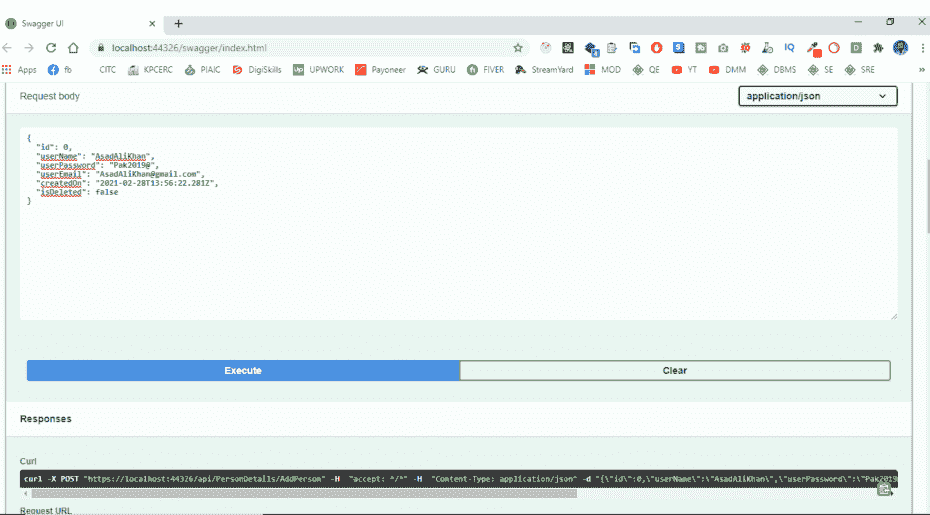 Swagger UI
localhost:44326/swagger/index.html
Apps fb CITC KPCERC PIAIC DigiSkills UPWORK Payoneer GURU FIVER StreamYard MOD QE YT DMM DBMS SE SRE
Request body
application/json
{
"id": 0,
"userName": "AsadAliKhan",
"userPassword": "Pak2019@",
"userEmail": "AsadAliKhan@gmail.com",
"createdOn": "2021-02-28T13:56:22.281Z",
"isDeleted": false
}
Execute Clear
Responses
Curl
curl -X POST "https://localhost:44326/api/PersonDetails/AddPerson" -H "accept: */*" -H "Content-Type: application/json" -d "{\"id\":0,\"userName\":\"AsadAliKhan\",\"userPassword\":\"Pak2019
Request URL